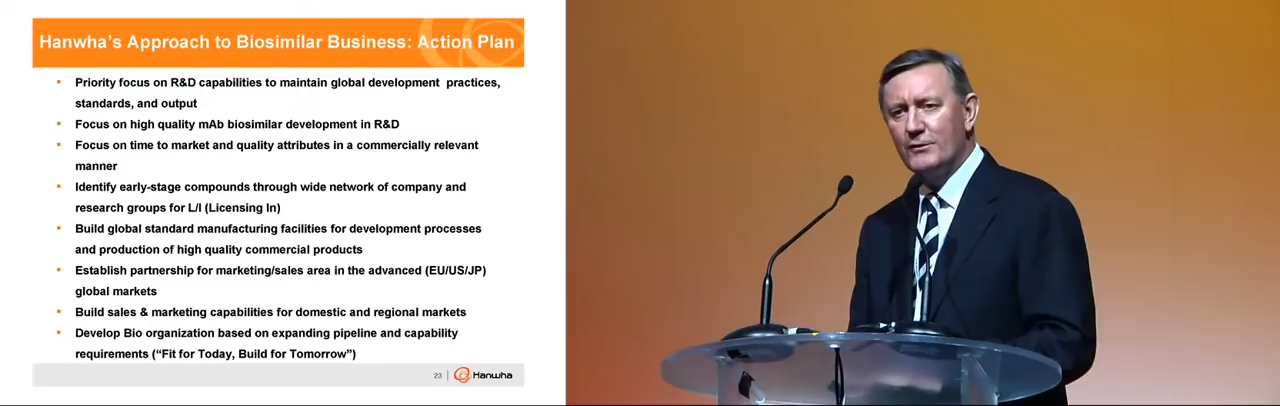 Hanwha's Approach to Biosimilar Business: Action Plan
• Priority focus on R&D capabilities to maintain global development practices,
standards, and output
• Focus on high quality mAb biosimilar development in R&D
• Focus on time to market and quality attributes in a commercially relevant
manner
• Identify early-stage compounds through wide network of company and
research groups for L/I (Licensing In)
• Build global standard manufacturing facilities for development processes
and production of high quality commercial products
• Establish partnership for marketing/sales area in the advanced (EU/US/JP)
global markets
• Build sales & marketing capabilities for domestic and regional markets
• Develop Bio organization based on expanding pipeline and capability
requirements (“Fit for Today, Build for Tomorrow”)
23 | Hanwha